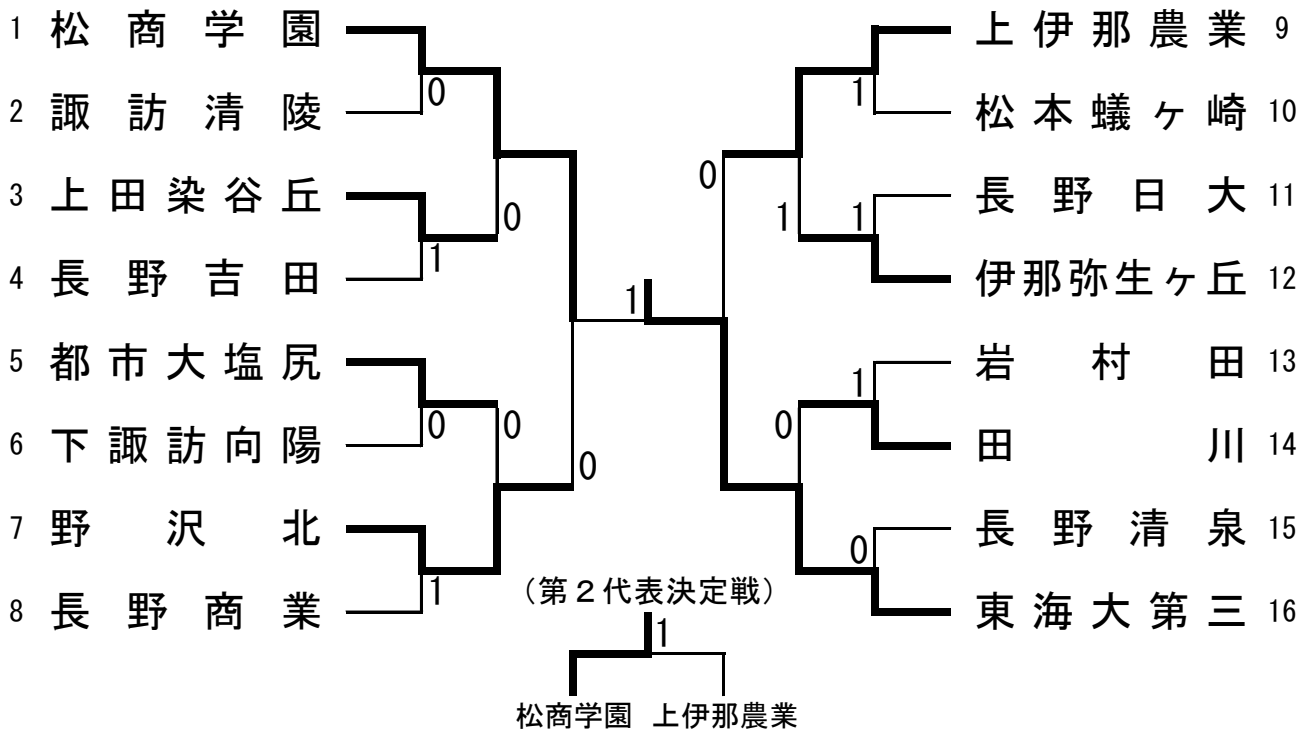 1 松商学園
2 諏訪清陵
3 上田染谷丘
4 長野吉田
5 都市大塩尻
6 下諏訪向陽
7 野沢北
8 長野商業
0
1
0
1
0
0
0
1
1
上伊那農業 9
松本蟻ヶ崎 10
長野日大 11
伊那弥生ヶ丘 12
岩村田 13
田川 14
長野清泉 15
東海大第三 16
1
0
1
1
1
0
0
(第2代表決定戦)
1
松商学園 上伊那農業